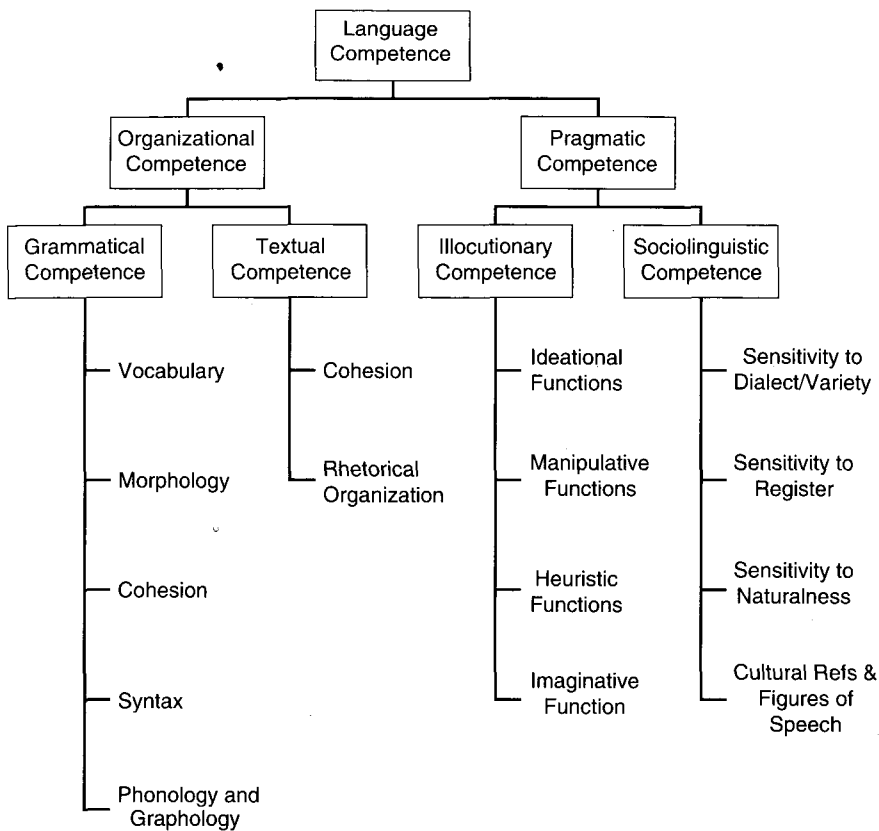 Language
Competence
Organizational
Competence
Pragmatic
Competence
Grammatical
Competence
Textual
Competence
Illocutionary
Competence
Sociolinguistic
Competence
Vocabulary
Morphology
Cohesion
Syntax
Phonology and
Graphology
Cohesion
Rhetorical
Organization
Ideational
Functions
Manipulative
Functions
Heuristic
Functions
Imaginative
Function
Sensitivity to
Dialect/Variety
Sensitivity to
Register
Sensitivity to
Naturalness
Cultural Refs &
Figures of
Speech